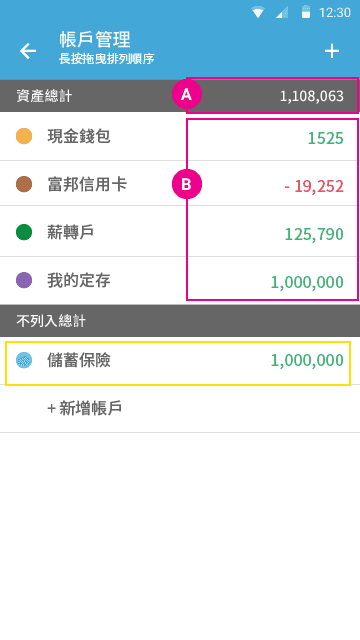 12:30
帳戶管理
長按拖曳排列順序
資產總計 A 1,108,063
現金錢包 1525
富邦信用卡 B - 19,252
薪轉戶 125,790
我的定存 1,000,000
不列入總計
儲蓄保險 1,000,000
+ 新增帳戶